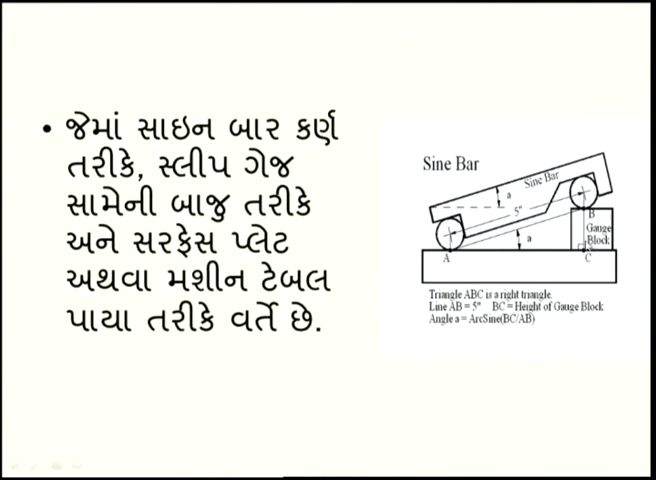 • જેમાં સાઇન બાર કર્ણ
તરીકે, સ્લીપ ગેજ
સામેની બાજુ તરીકે
અને સરફેસ પ્લેટ
અથવા મશીન ટેબલ
પાયા તરીકે વર્તે છે.
Sine Bar
Sine Bar
a
5"
B
a
Gauge
Block
A
C
Triangle ABC is a right triangle.
Line AB = 5" BC = Height of Gauge Block
Angle a = ArcSine(BC/AB)